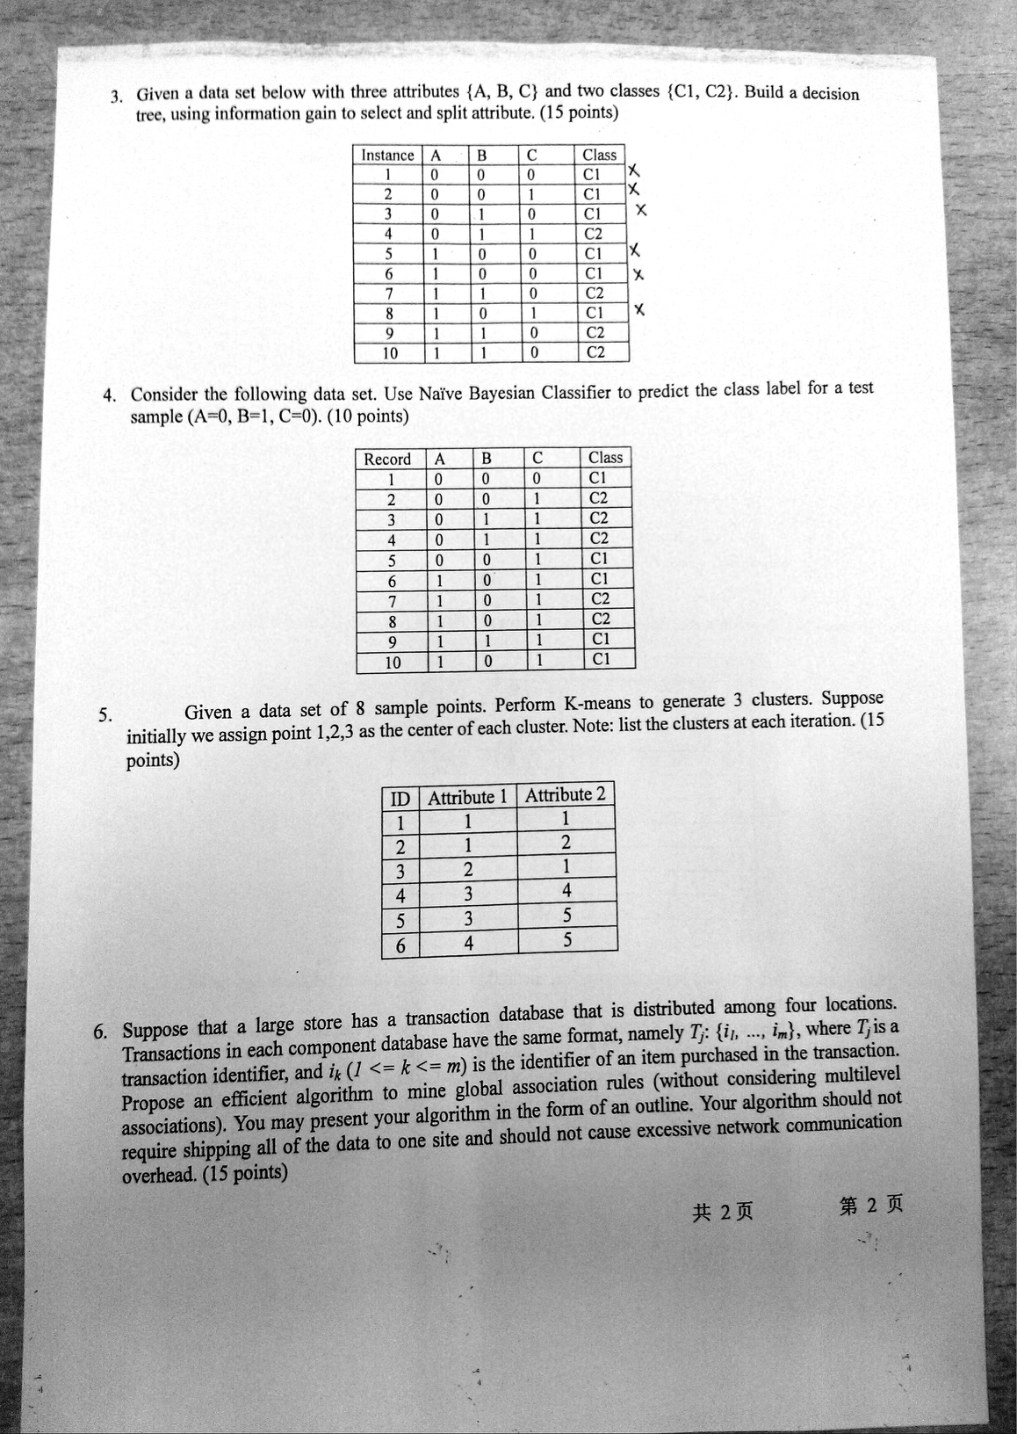 3. Given a data set below with three attributes {A, B, C} and two classes {C1, C2}. Build a decision
tree, using information gain to select and split attribute. (15 points)
Instance A B C Class
1 0 0 0 C1 X
2 0 0 1 C1 X
3 0 1 0 C1 X
4 0 1 1 C2
5 1 0 0 C1 X
6 1 0 0 C1 X
7 1 1 0 C2
8 1 0 1 C1 X
9 1 1 0 C2
10 1 1 0 C2
4. Consider the following data set. Use Naïve Bayesian Classifier to predict the class label for a test
sample (A=0, B=1, C=0). (10 points)
Record A B C Class
1 0 0 0 C1
2 0 0 1 C2
3 0 1 1 C2
4 0 1 1 C2
5 0 0 1 C1
6 1 0 1 C1
7 1 0 1 C2
8 1 0 1 C2
9 1 1 1 C1
10 1 0 1 C1
5. Given a data set of 8 sample points. Perform K-means to generate 3 clusters. Suppose
initially we assign point 1,2,3 as the center of each cluster. Note: list the clusters at each iteration. (15
points)
ID Attribute 1 Attribute 2
1 1 1
2 1 2
3 2 1
4 3 4
5 3 5
6 4 5
6. Suppose that a large store has a transaction database that is distributed among four locations.
Transactions in each component database have the same format, namely Tj: {i1, ..., im}, where Tj is a
transaction identifier, and ik (1 <= k <= m) is the identifier of an item purchased in the transaction.
Propose an efficient algorithm to mine global association rules (without considering multilevel
associations). You may present your algorithm in the form of an outline. Your algorithm should not
require shipping all of the data to one site and should not cause excessive network communication
overhead. (15 points)
共 2 页 第 2 页